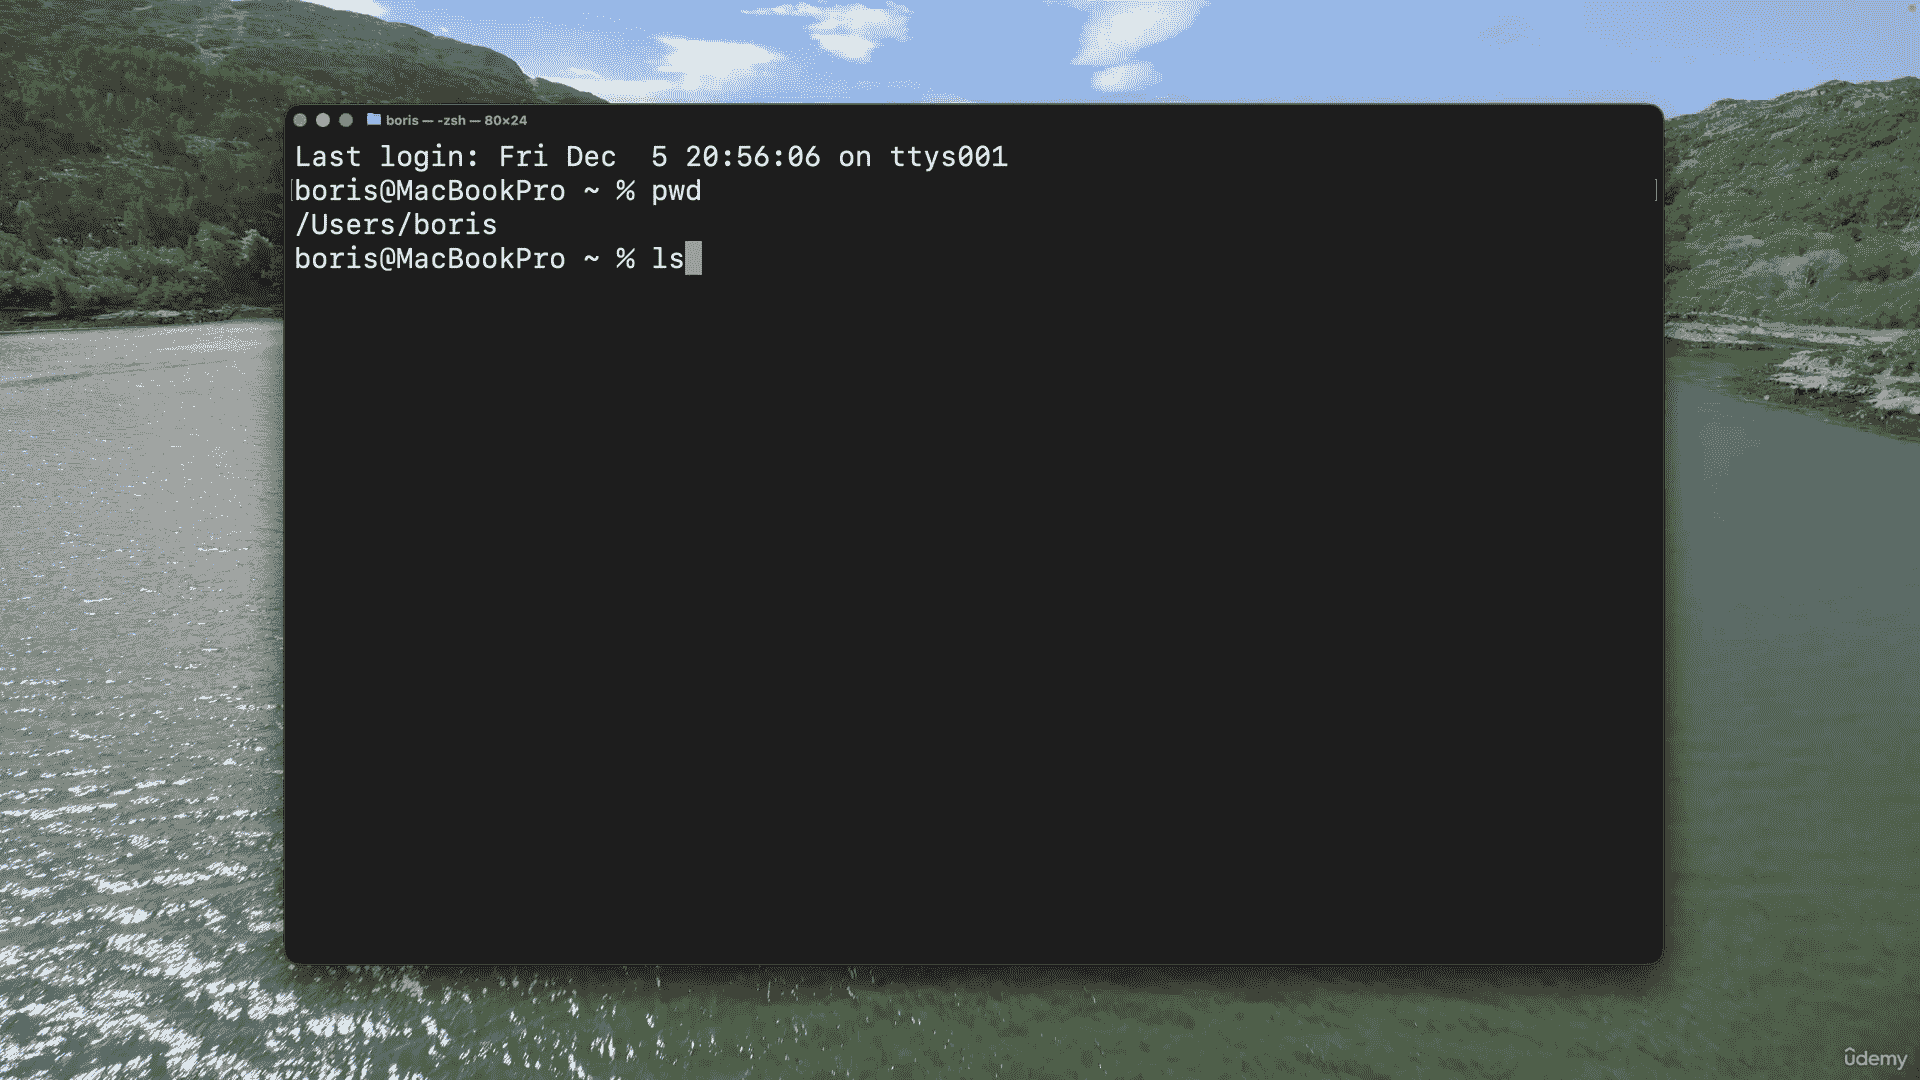 boris — -zsh — 80×24
Last login: Fri Dec  5 20:56:06 on ttys001
boris@MacBookPro ~ % pwd
/Users/boris
boris@MacBookPro ~ % ls
ûdemy